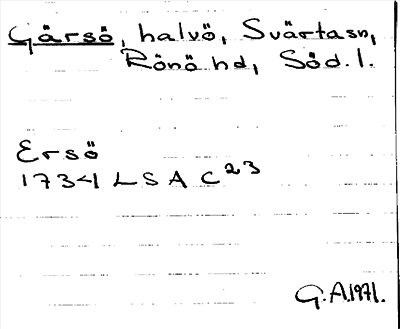 Gärsö, halvö, Svärtasn,
Rönö hd, Söd. l.
Ersö
1734 LSA C23
G.A.1971.